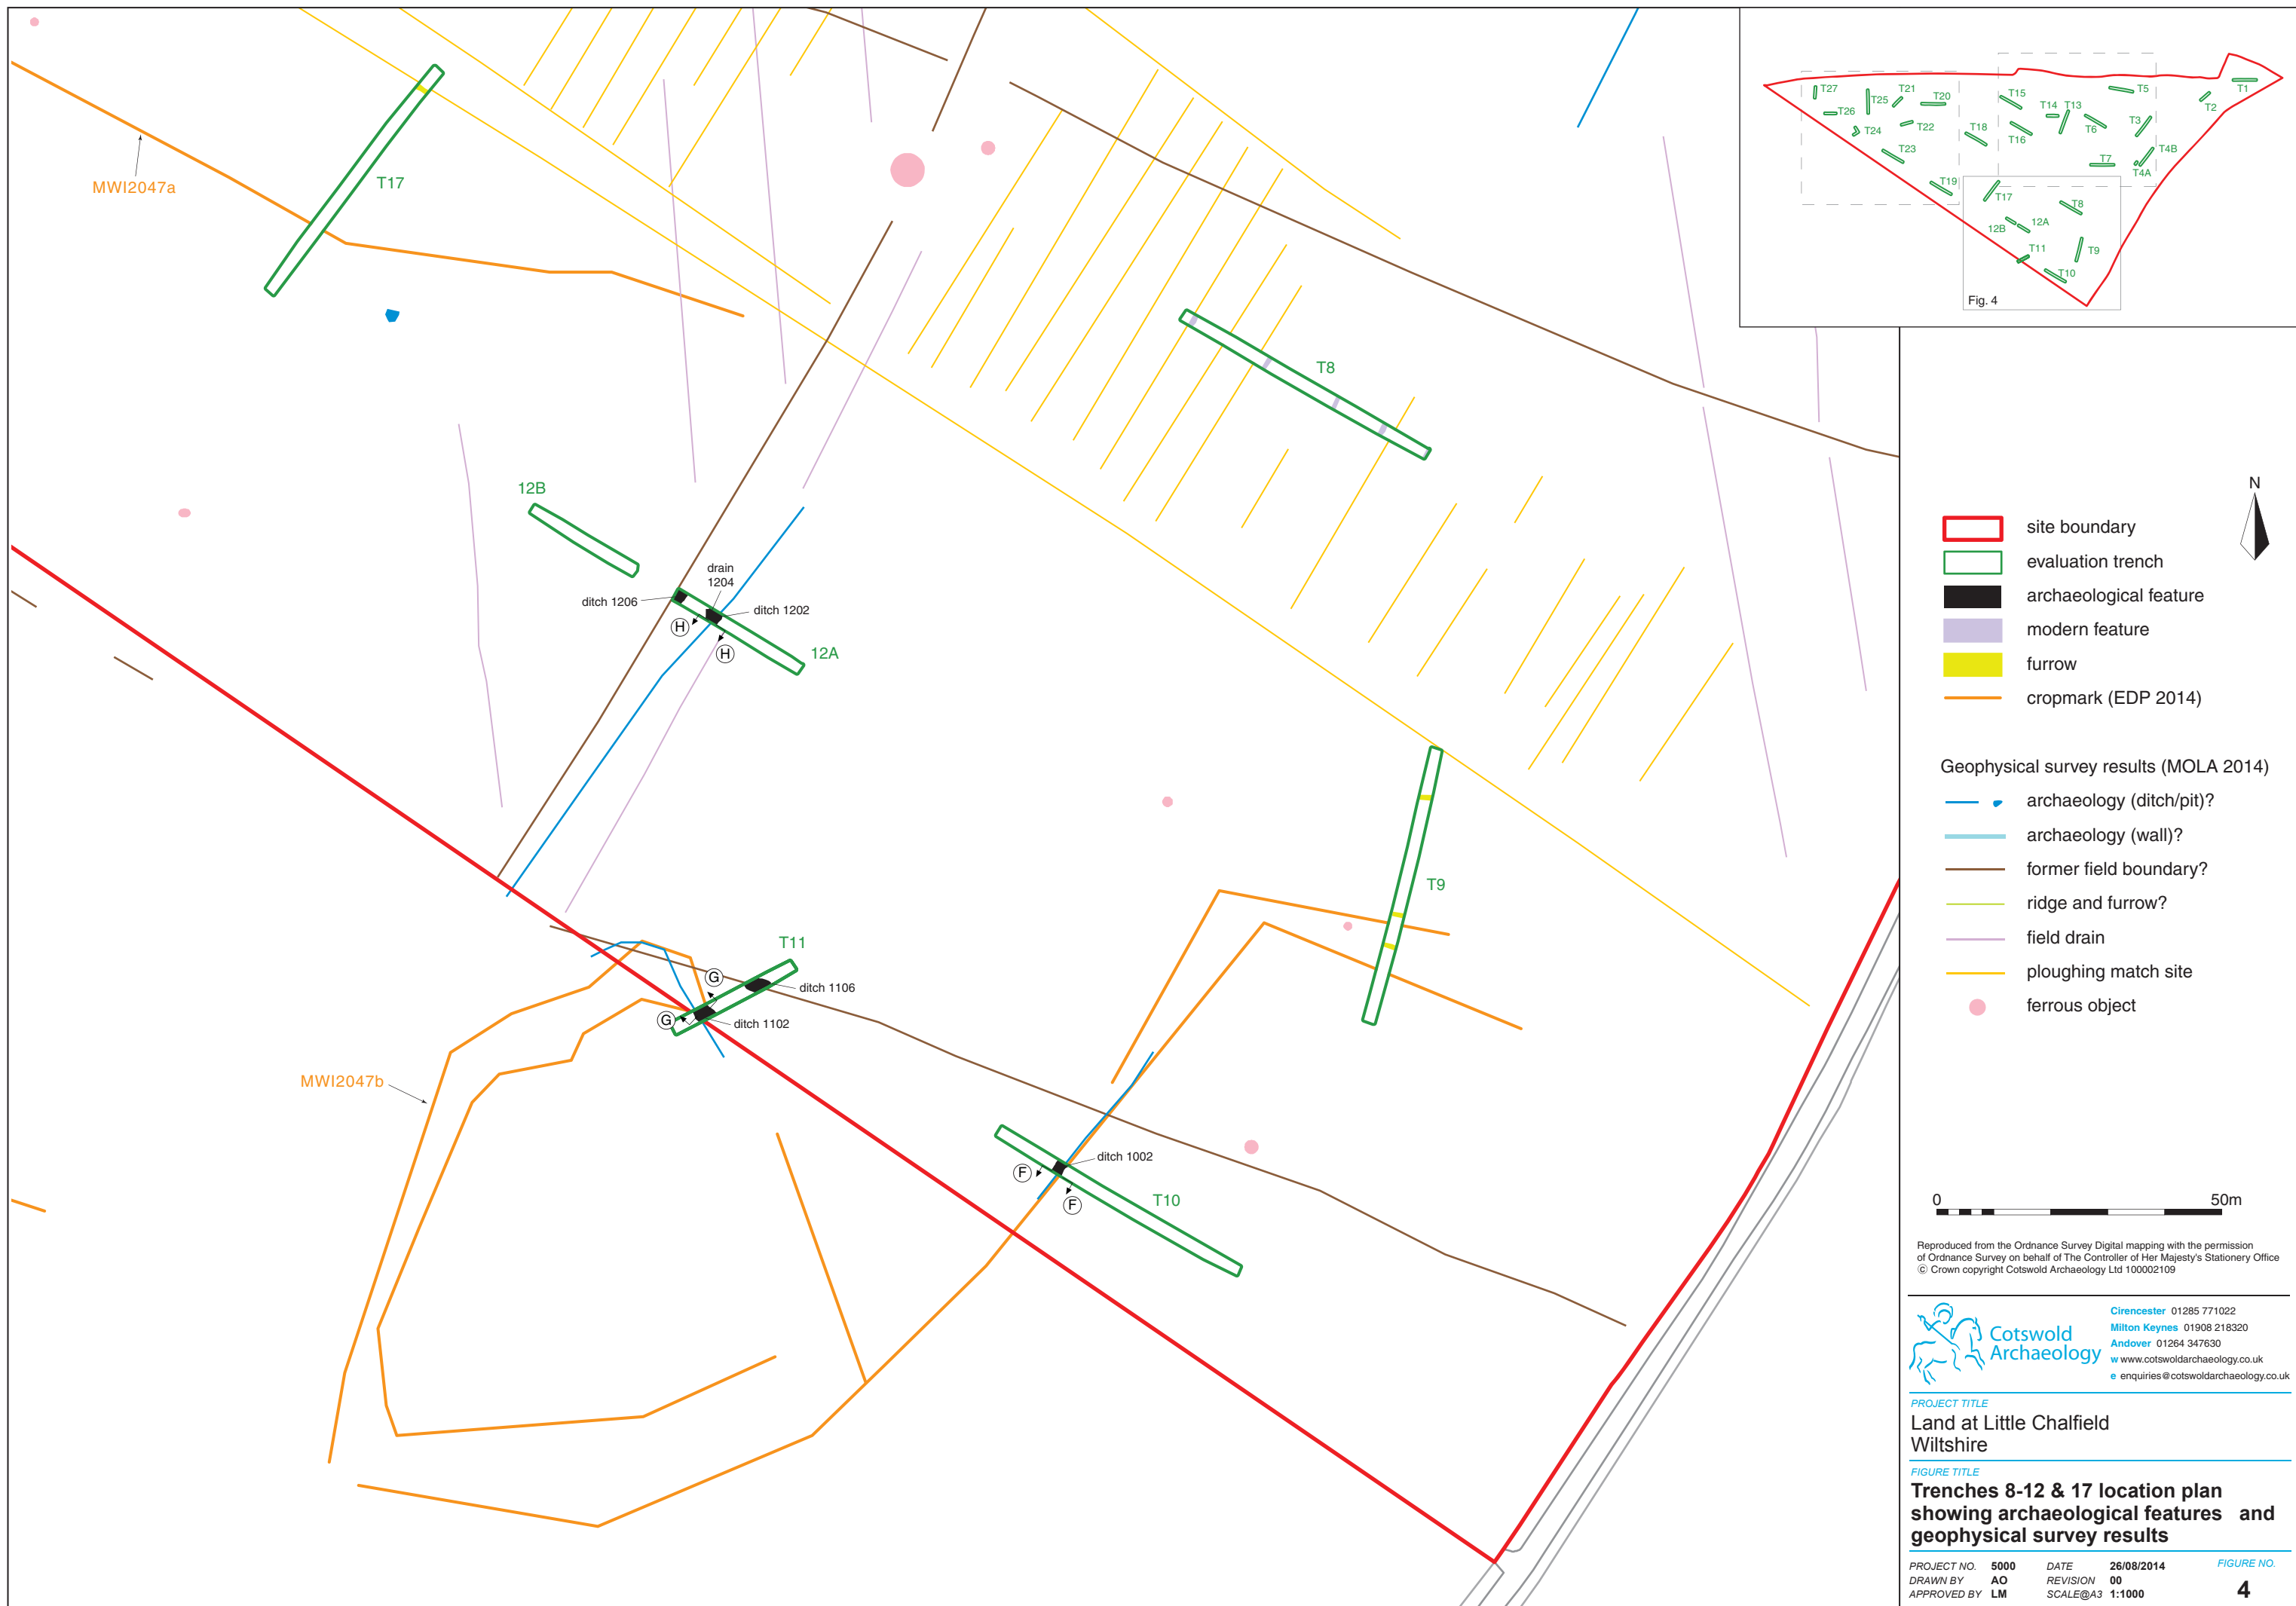 MWI2047a
T17
T8
12B
drain
1204
ditch 1206
ditch 1202
H
H
12A
T9
T11
G
ditch 1106
G
ditch 1102
MWI2047b
ditch 1002
F
F
T10
T27
T26
T25
T21
T20
T24
T22
T23
T19
T18
T15
T14
T13
T16
T6
T5
T3
T7
T4B
T4A
T2
T1
T17
12B
12A
T8
T11
T9
T10
Fig. 4
N
site boundary
evaluation trench
archaeological feature
modern feature
furrow
cropmark (EDP 2014)
Geophysical survey results (MOLA 2014)
archaeology (ditch/pit)?
archaeology (wall)?
former field boundary?
ridge and furrow?
field drain
ploughing match site
ferrous object
0 50m
Reproduced from the Ordnance Survey Digital mapping with the permission
of Ordnance Survey on behalf of The Controller of Her Majesty's Stationery Office
© Crown copyright Cotswold Archaeology Ltd 100002109
Cotswold
Archaeology
Cirencester 01285 771022
Milton Keynes 01908 218320
Andover 01264 347630
w www.cotswoldarchaeology.co.uk
e enquiries@cotswoldarchaeology.co.uk
PROJECT TITLE
Land at Little Chalfield
Wiltshire
FIGURE TITLE
Trenches 8-12 & 17 location plan
showing archaeological features and
geophysical survey results
PROJECT NO. 5000 DATE 26/08/2014 FIGURE NO.
DRAWN BY AO REVISION 00
APPROVED BY LM SCALE@A3 1:1000 4